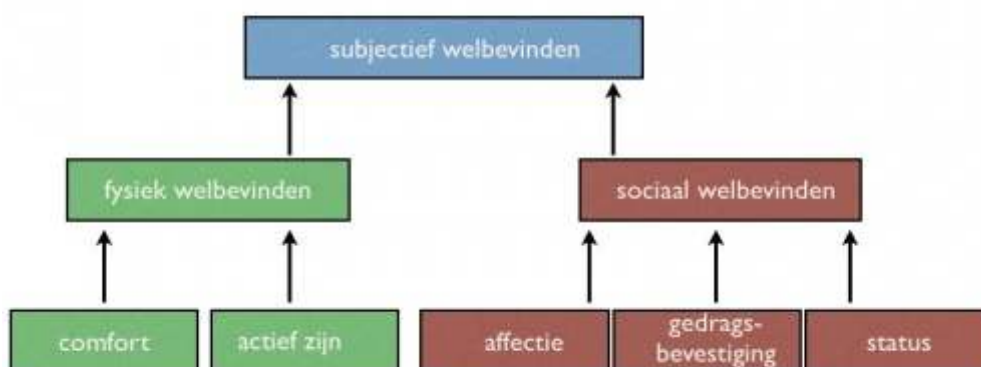 subjectief welbevinden
fysiek welbevinden
sociaal welbevinden
comfort
actief zijn
affectie
gedrags-
bevestiging
status